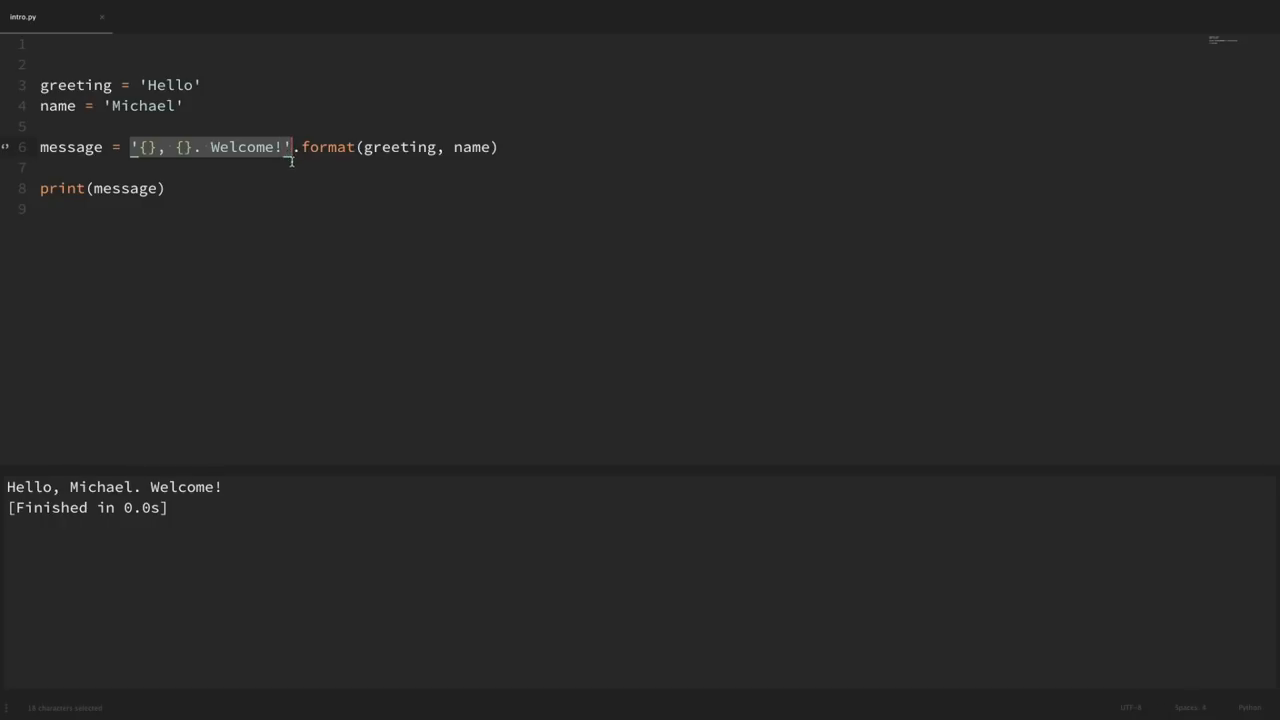 intro.py ×
1
2
3 greeting = 'Hello'
4 name = 'Michael'
5
6 message = '{}, {}. Welcome!'.format(greeting, name)
7
8 print(message)
9
Hello, Michael. Welcome!
[Finished in 0.0s]
18 characters selected UTF-8 Spaces: 4 Python